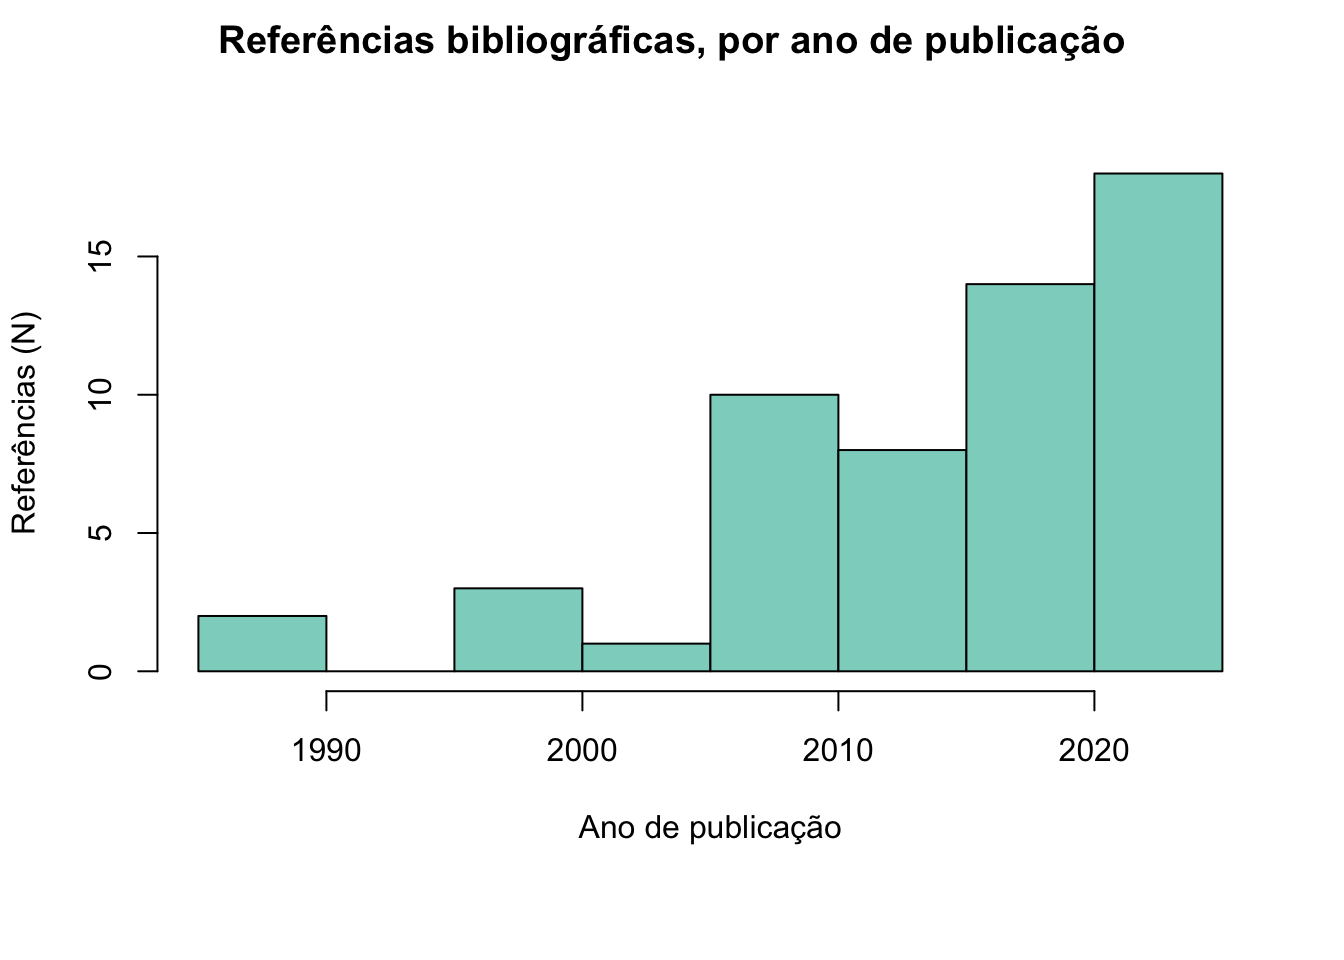 Referências bibliográficas, por ano de publicação
Referências (N)
15
10
5
0
1990 2000 2010 2020
Ano de publicação